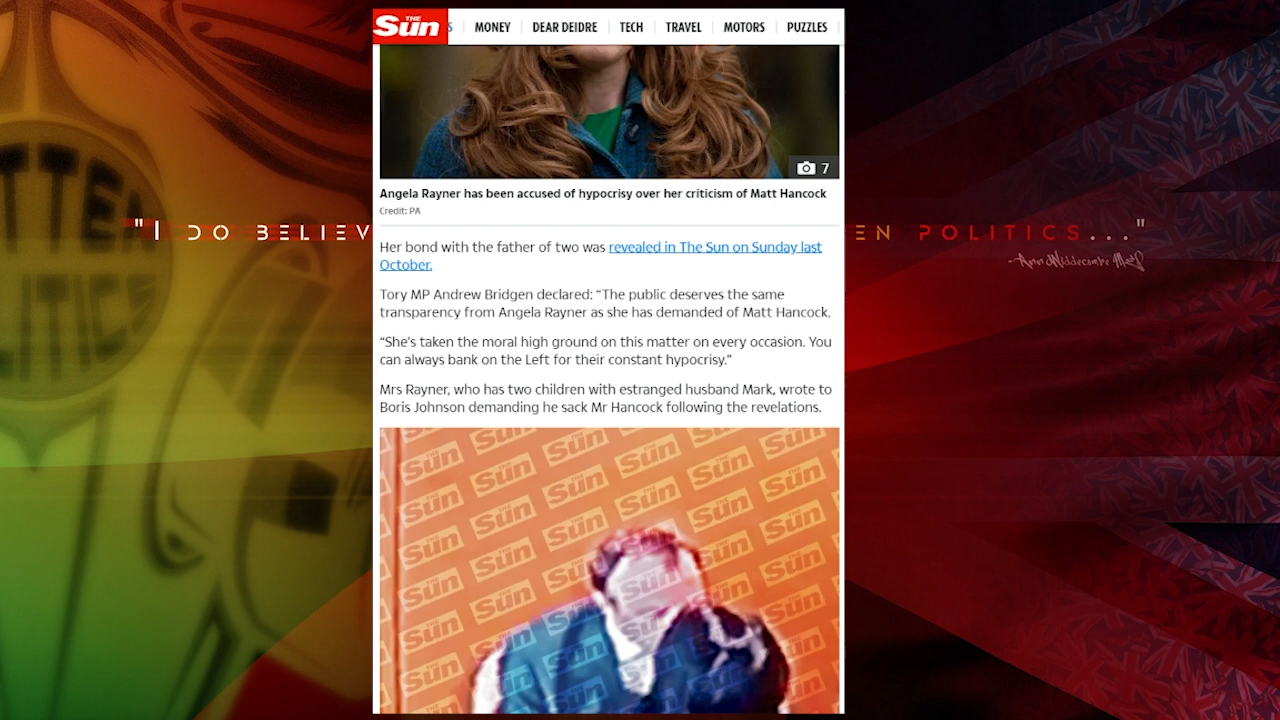 THE
Sun
MONEY
DEAR DEIDRE
TECH
TRAVEL
MOTORS
PUZZLES
7
Angela Rayner has been accused of hypocrisy over her criticism of Matt Hancock
Credit: PA
"I DO BELIEV
EN POLITICS..."
-Ann Widdecombe MEP
Her bond with the father of two was revealed in The Sun on Sunday last
October.
Tory MP Andrew Bridgen declared: “The public deserves the same
transparency from Angela Rayner as she has demanded of Matt Hancock.
“She’s taken the moral high ground on this matter on every occasion. You
can always bank on the Left for their constant hypocrisy.”
Mrs Rayner, who has two children with estranged husband Mark, wrote to
Boris Johnson demanding he sack Mr Hancock following the revelations.